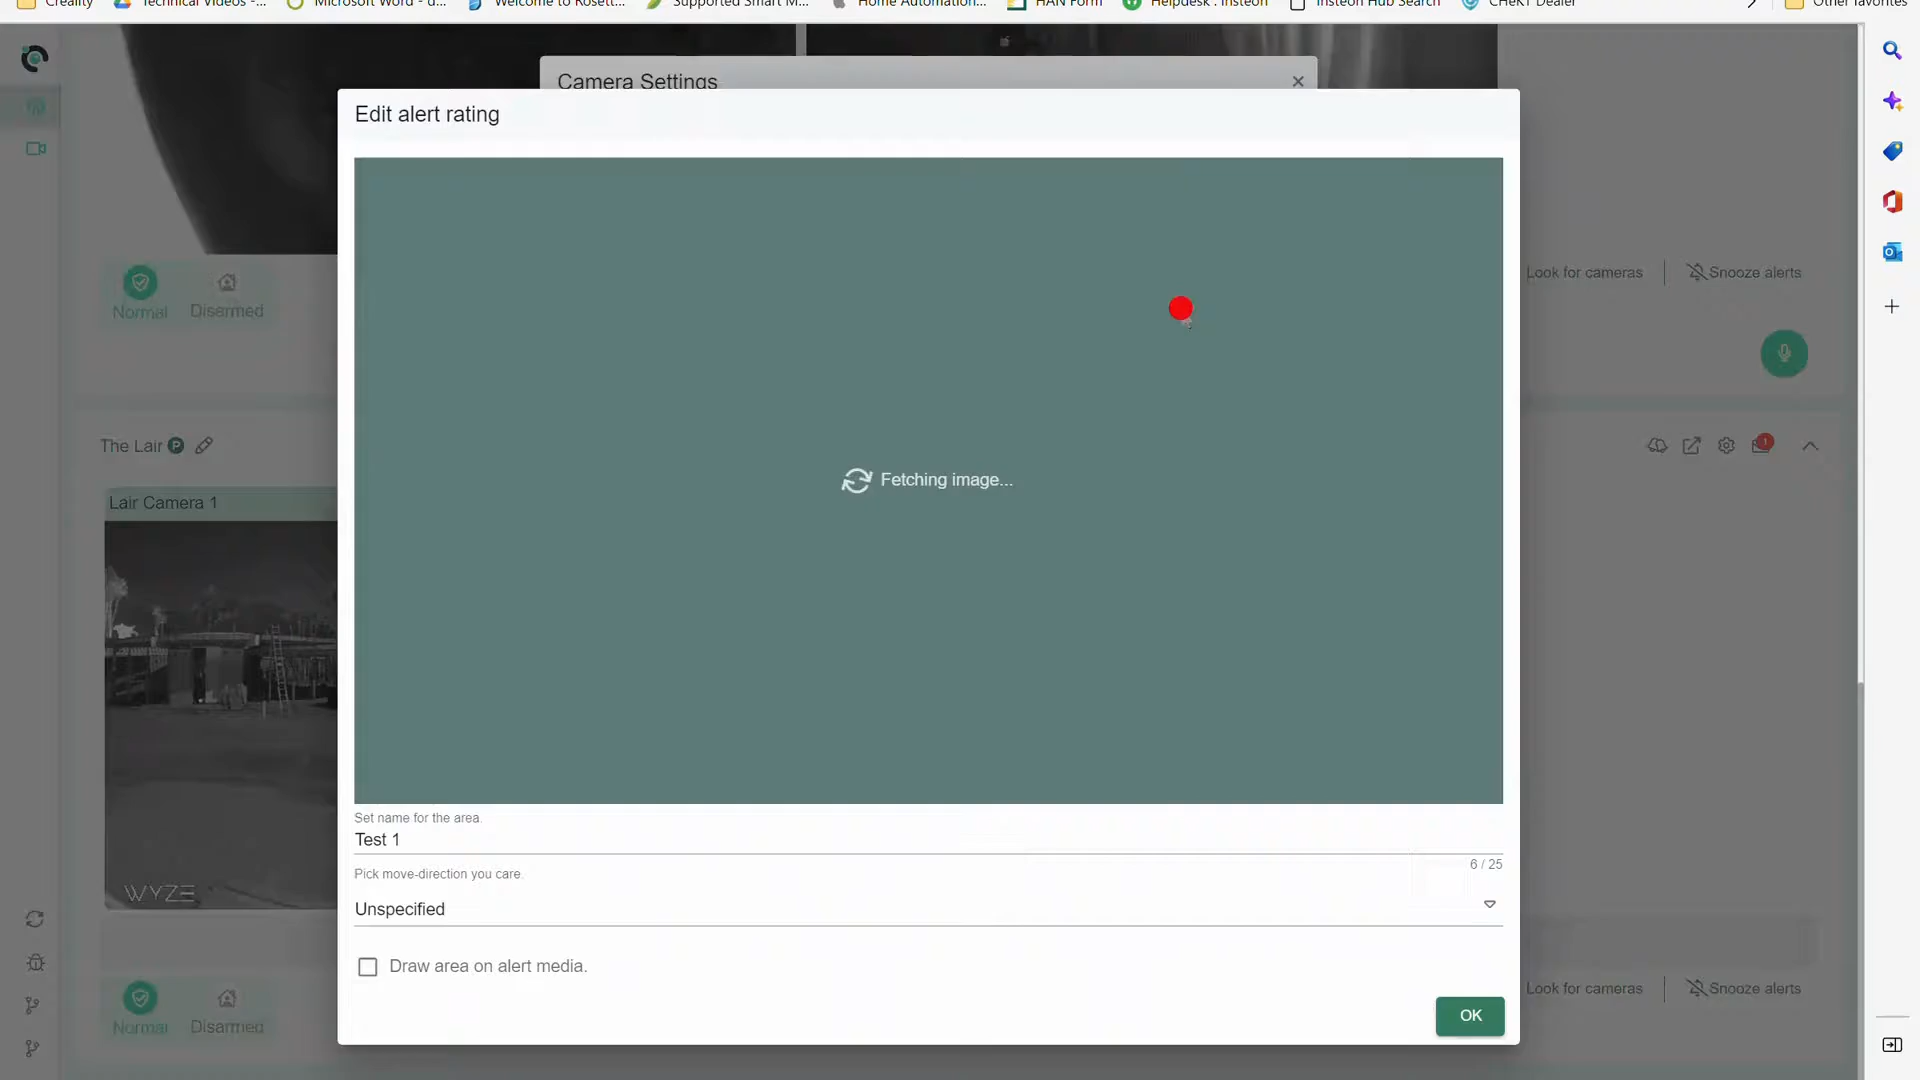 Creality
Technical Videos -...
Microsoft Word - d...
Welcome to Rosett...
Supported Smart M...
Home Automation...
HAN Form
Helpdesk : Insteon
Insteon Hub Search
CHeKT Dealer
Other favorites
Camera Settings
Edit alert rating
Fetching image...
Normal
Disarmed
Look for cameras
Snooze alerts
The Lair P
1
Lair Camera 1
WYZE
Set name for the area.
Test 1
6 / 25
Pick move-direction you care.
Unspecified
Draw area on alert media.
Normal
Disarmed
Look for cameras
Snooze alerts
OK